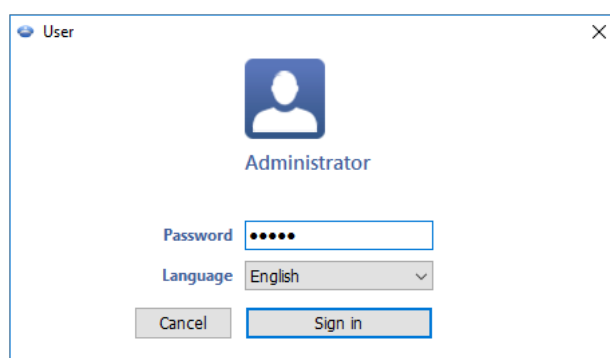 User
Administrator
Password •••••
Language English
Cancel Sign in